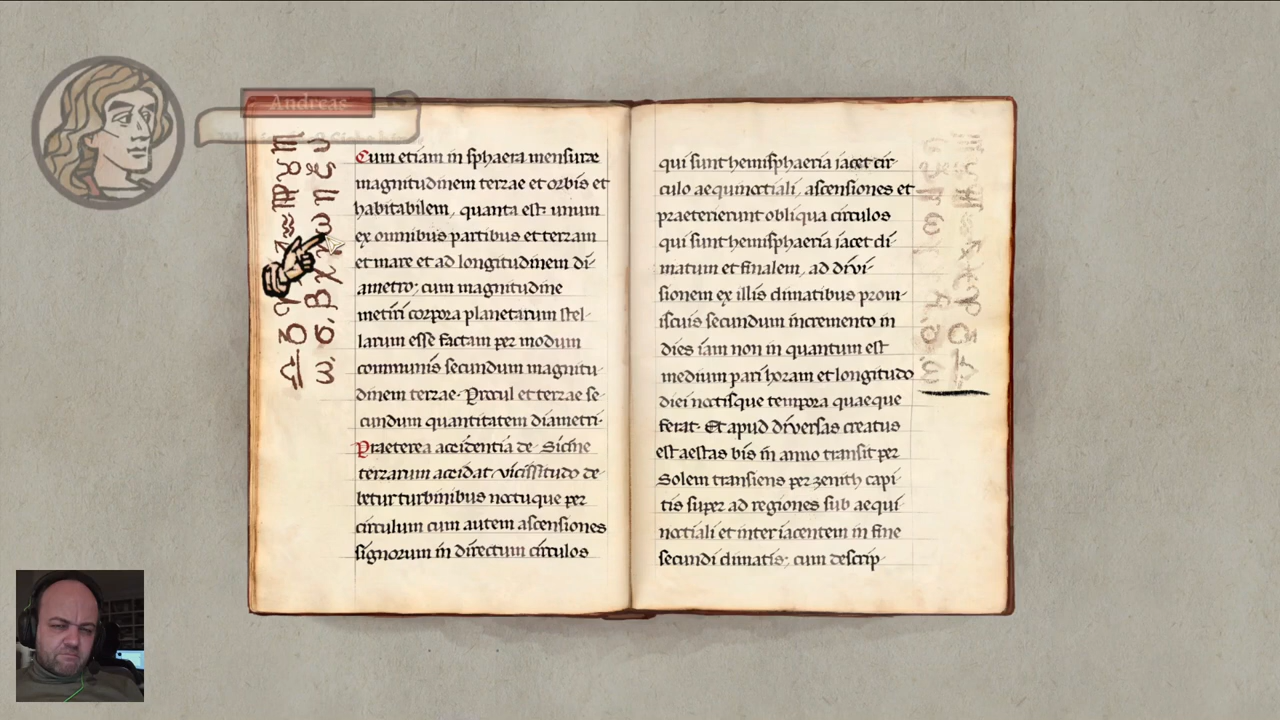 Andreas
Cum etiam in sphaera mensurae
magnitudinem terrae et orbis et
habitabilem, quanta est unum
ex omnibus partibus et terram
et mare et ad longitudinem di-
ametro; cum magnitudine
metiri corpora planetarum stel-
larum esse factam per modum
communis secundum magnitu-
dinem terrae. Procul et terrae se-
cundum quantitatem diametri.
Praeterea accidentia de
terrarum accidat vicissitudo de-
betur turbinibus noctuque per
circulum cum autem ascensiones
signorum in directum circulos
qui sunt hemisphaeria jacet cir-
culo aequinoctiali, ascensiones et
praeterierunt obliqua circulos
qui sunt hemisphaeria jacet cli-
matum et finalem, ad divi-
sionem ex illis climatibus prom-
iscuis secundum incremento in
dies iam non in quantum est
medium pari horam et longitudo
diei noctisque tempora quaeque
ferat. Et apud diversas creatus
est aestas bis in anno transit per
Solem transiens per zenith capi-
tis super ad regiones sub aequi-
noctiali et inter iacentem in fine
secundi climatis; cum descrip-